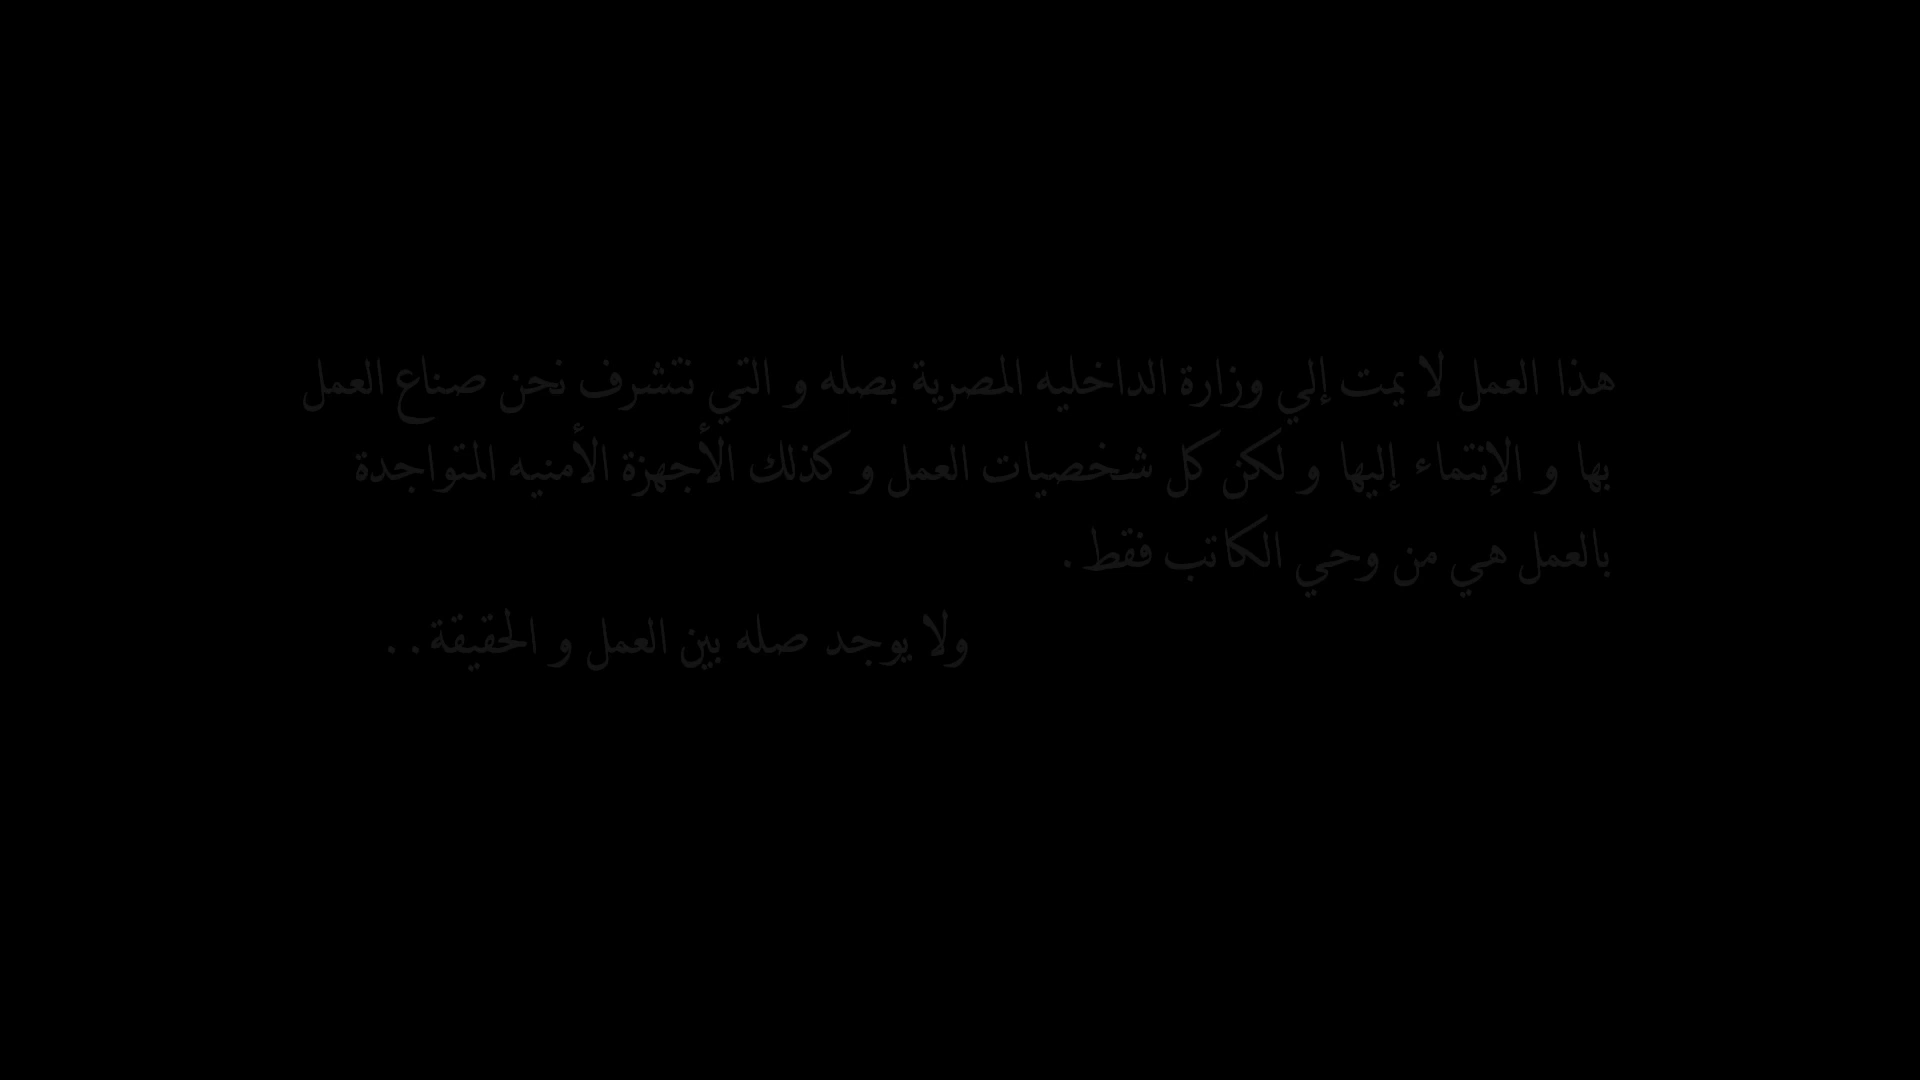 هذا العمل لا يمت إلي وزارة الداخليه المصرية بصله و التي نتشرف نحن صناع العمل
بها و الإنتماء إليها و لكن كل شخصيات العمل و كذلك الأجهزة الأمنيه المتواجدة
بالعمل هي من وحي الكاتب فقط .
ولا يوجد صله بين العمل و الحقيقة . .